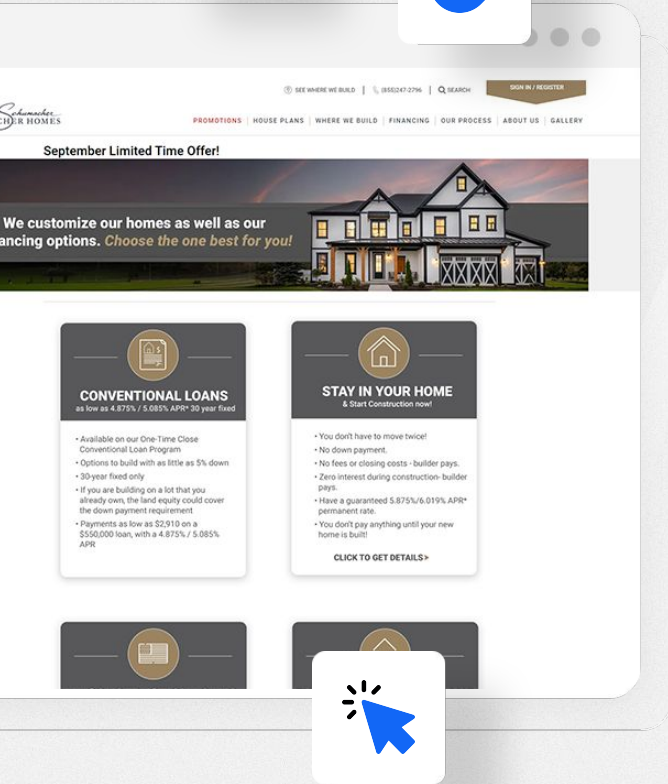 SEE WHERE WE BUILD | (855)247-2796 | SEARCH
SIGN IN / REGISTER
Schumacher
CHER HOMES
PROMOTIONS | HOUSE PLANS | WHERE WE BUILD | FINANCING | OUR PROCESS | ABOUT US | GALLERY
September Limited Time Offer!
We customize our homes as well as our
ancing options. Choose the one best for you!
CONVENTIONAL LOANS
as low as 4.875% / 5.085% APR* 30 year fixed
• Available on our One-Time Close
Conventional Loan Program
• Options to build with as little as 5% down
• 30-year fixed only
• If you are building on a lot that you
already own, the land equity could cover
the down payment requirement
• Payments as low as $2,910 on a
$550,000 loan, with a 4.875% / 5.085%
APR
STAY IN YOUR HOME
& Start Construction now!
• You don't have to move twice!
• No down payment.
• No fees or closing costs - builder pays.
• Zero interest during construction- builder
pays.
• Have a guaranteed 5.875%/6.019% APR*
permanent rate.
• You don't pay anything until your new
home is built!
CLICK TO GET DETAILS >